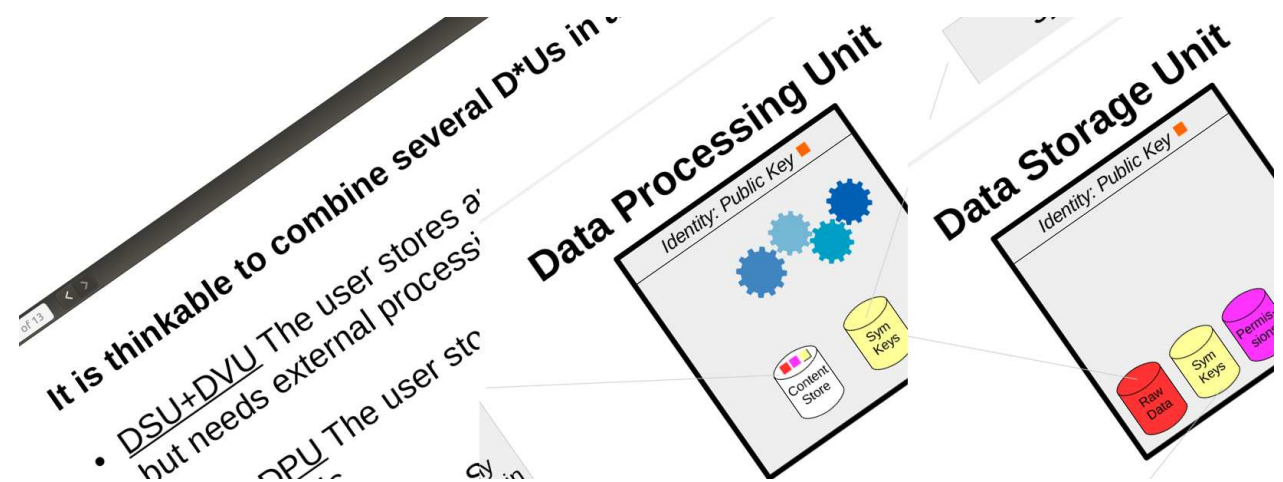 of 13
It is thinkable to combine several D*Us in
DSU+DVU The user stores
but needs external
DPU The user
Data Processing Unit
Identity: Public Key
Content
Store
Sym
Keys
Data Storage Unit
Identity: Public Key
Raw
Data
Sym
Keys
Permis-
sions